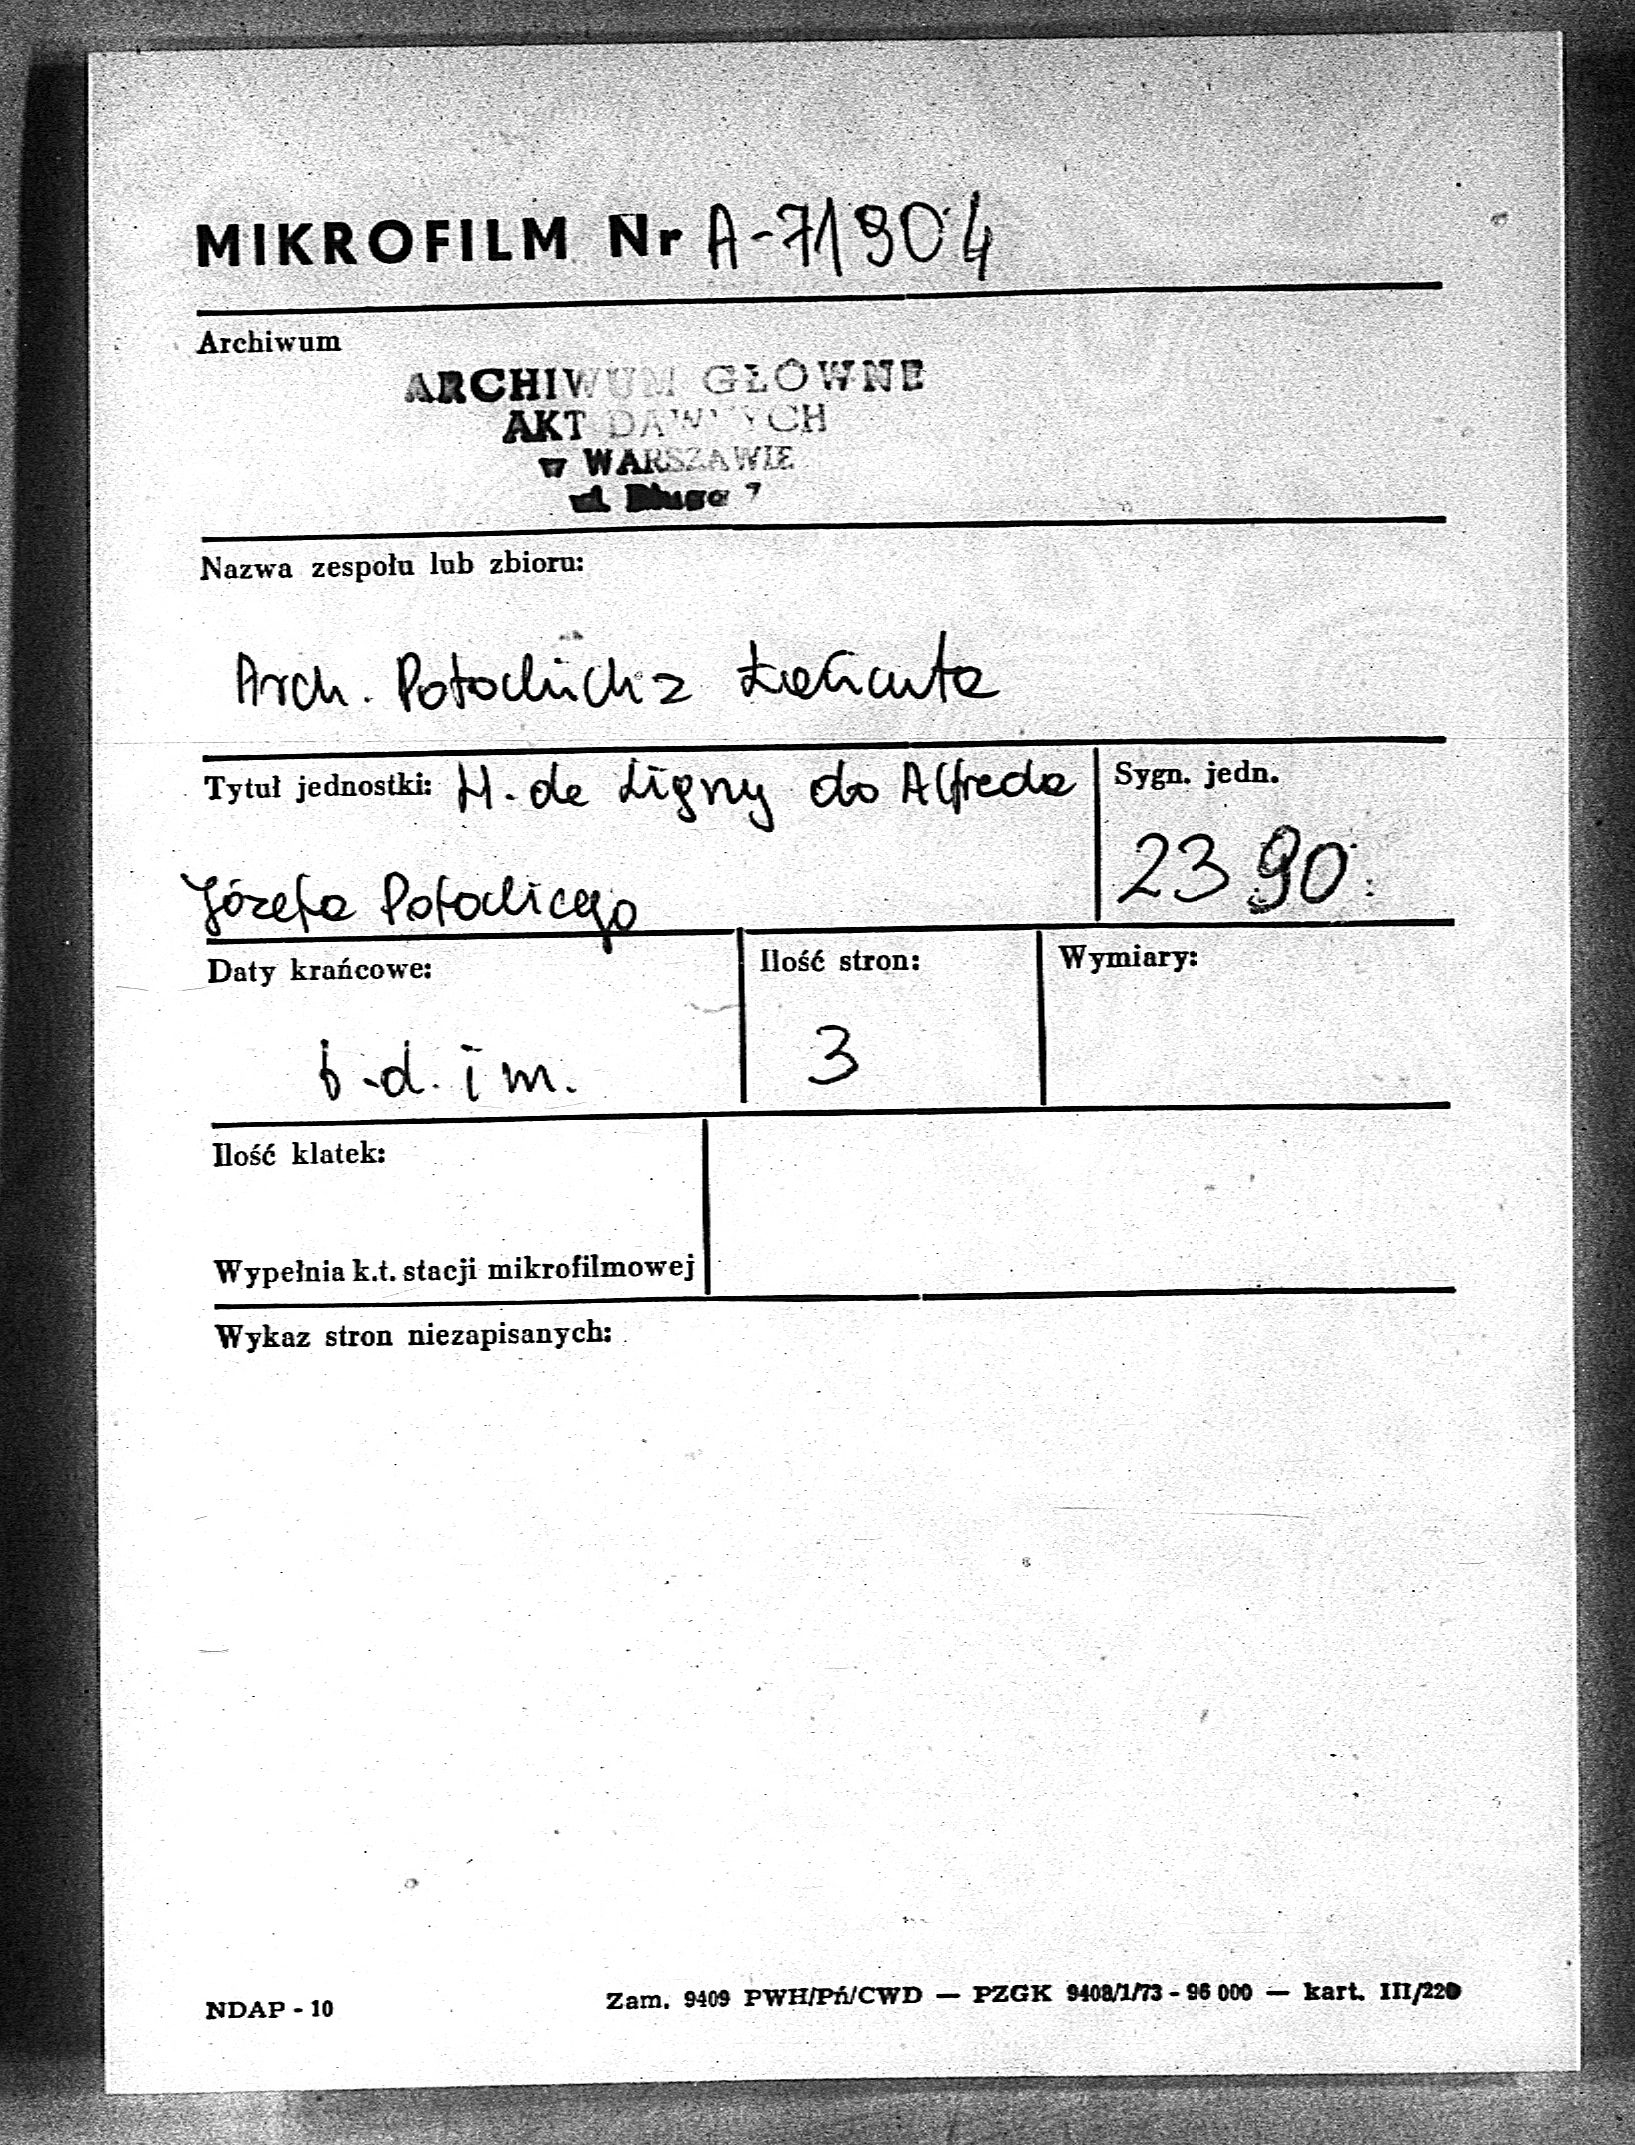 MIKROFILM Nr A-71904
Archiwum
ARCHIWUM GŁÓWNE
AKT DAWNYCH
w WARSZAWIE
ul. Długa 7
Nazwa zespołu lub zbioru:
Arch. Potockich z Łańcuta
Tytuł jednostki: H. de Ligny do Alfreda
Józefa Potockiego
Sygn. jedn.
2390
Daty krańcowe:
b.d. i m.
Ilość stron:
3
Wymiary:
Ilość klatek:
Wypełnia k.t. stacji mikrofilmowej
Wykaz stron niezapisanych:
NDAP - 10
Zam. 9409 PWH/Pń/CWD — PZGK 9408/1/73 - 96 000 — kart. III/220